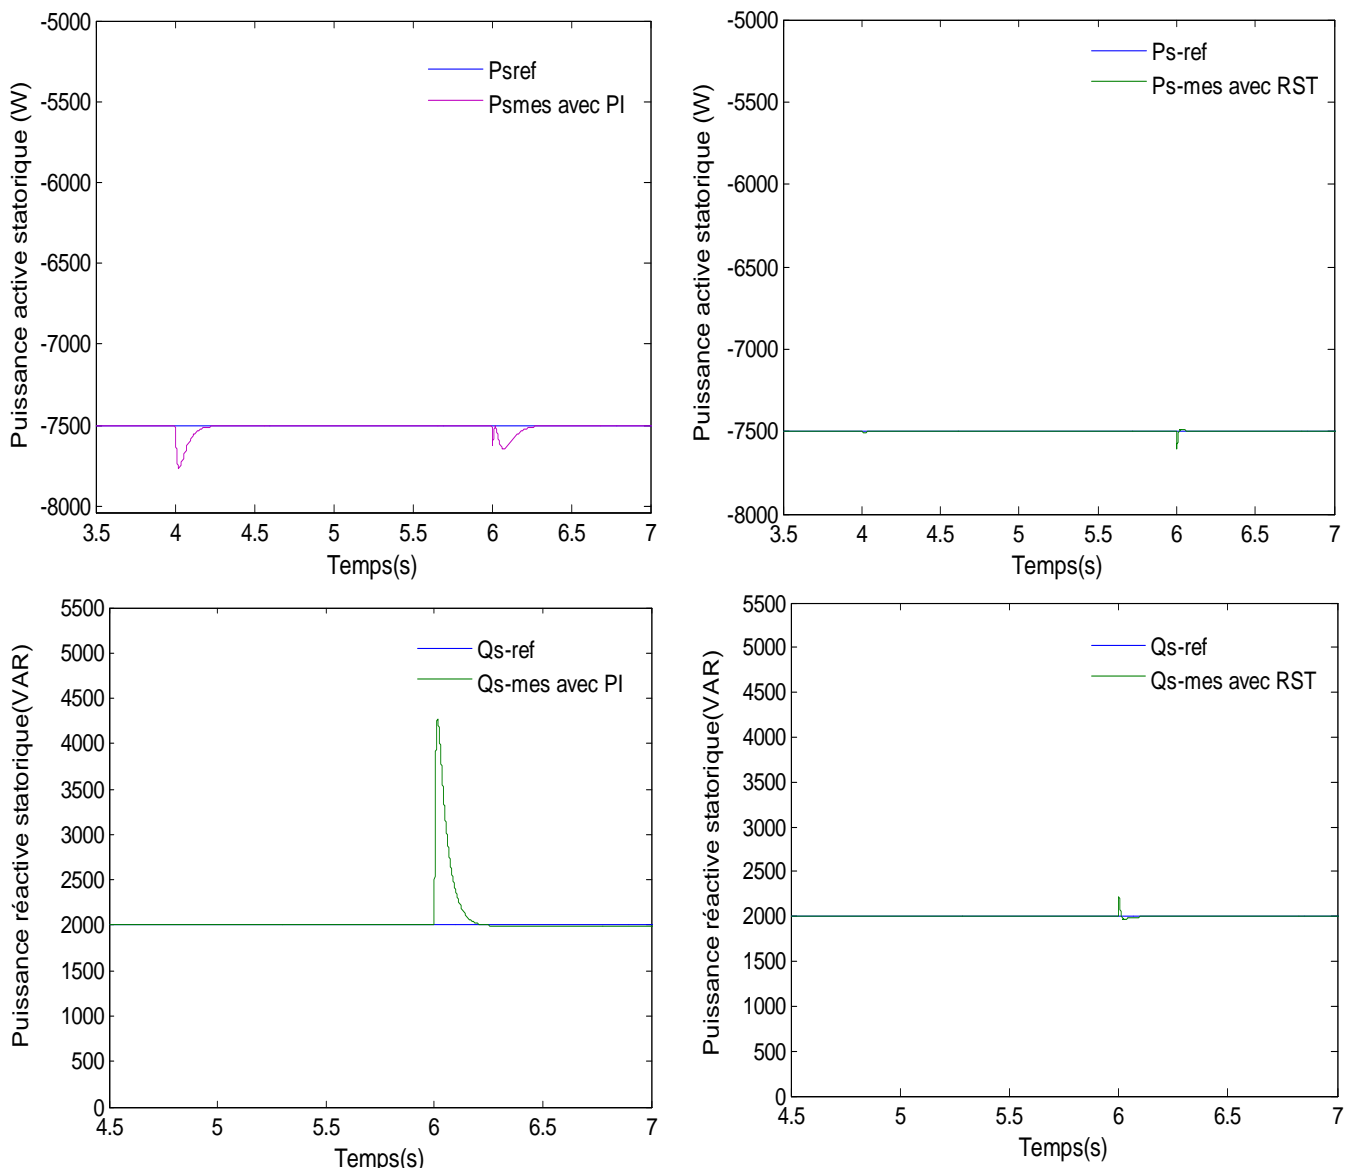 Puissance active statorique (W)
-5000
-5500
-6000
-6500
-7000
-7500
-8000
Psref
Psmes avec PI
3.5 4 4.5 5 5.5 6 6.5 7
Temps(s)
Puissance active statorique (W)
-5000
-5500
-6000
-6500
-7000
-7500
-8000
Ps-ref
Ps-mes avec RST
3.5 4 4.5 5 5.5 6 6.5 7
Temps(s)
Puissance réactive statorique(VAR)
5500
5000
4500
4000
3500
3000
2500
2000
1500
1000
500
0
Qs-ref
Qs-mes avec PI
4.5 5 5.5 6 6.5 7
Temps(s)
Puissance réactive statorique(VAR)
5500
5000
4500
4000
3500
3000
2500
2000
1500
1000
500
0
Qs-ref
Qs-mes avec RST
4.5 5 5.5 6 6.5 7
Temps(s)